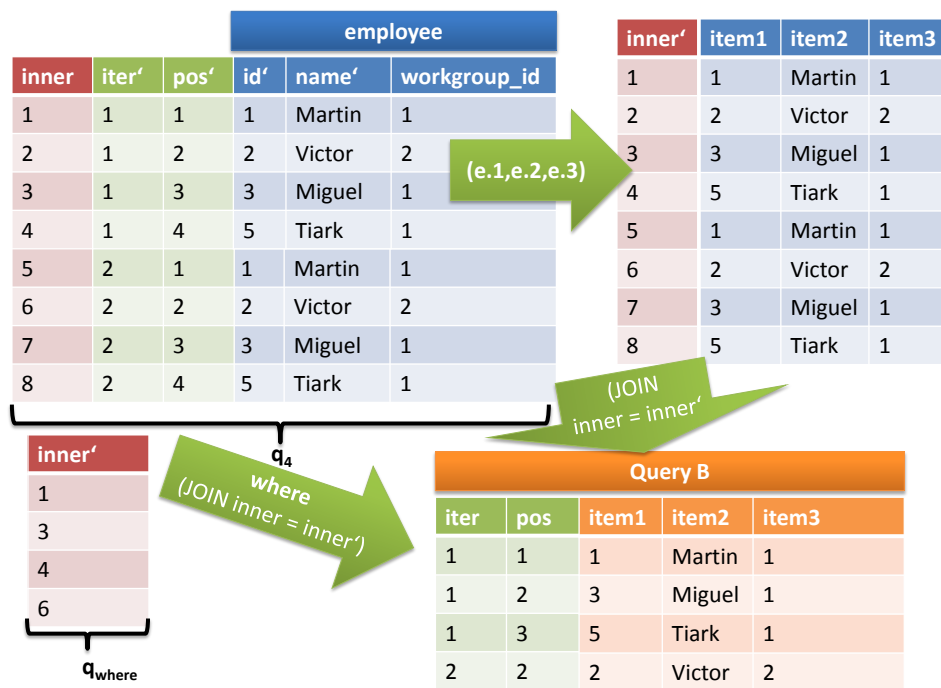 employee
inner iter‘ pos‘ id‘ name‘ workgroup_id
1 1 1 1 Martin 1
2 1 2 2 Victor 2
3 1 3 3 Miguel 1
4 1 4 5 Tiark 1
5 2 1 1 Martin 1
6 2 2 2 Victor 2
7 2 3 3 Miguel 1
8 2 4 5 Tiark 1
q4
(e.1,e.2,e.3)
inner‘ item1 item2 item3
1 1 Martin 1
2 2 Victor 2
3 3 Miguel 1
4 5 Tiark 1
5 1 Martin 1
6 2 Victor 2
7 3 Miguel 1
8 5 Tiark 1
(JOIN
inner = inner‘
inner‘
1
3
4
6
qwhere
where
(JOIN inner = inner‘)
Query B
iter pos item1 item2 item3
1 1 1 Martin 1
1 2 3 Miguel 1
1 3 5 Tiark 1
2 2 2 Victor 2